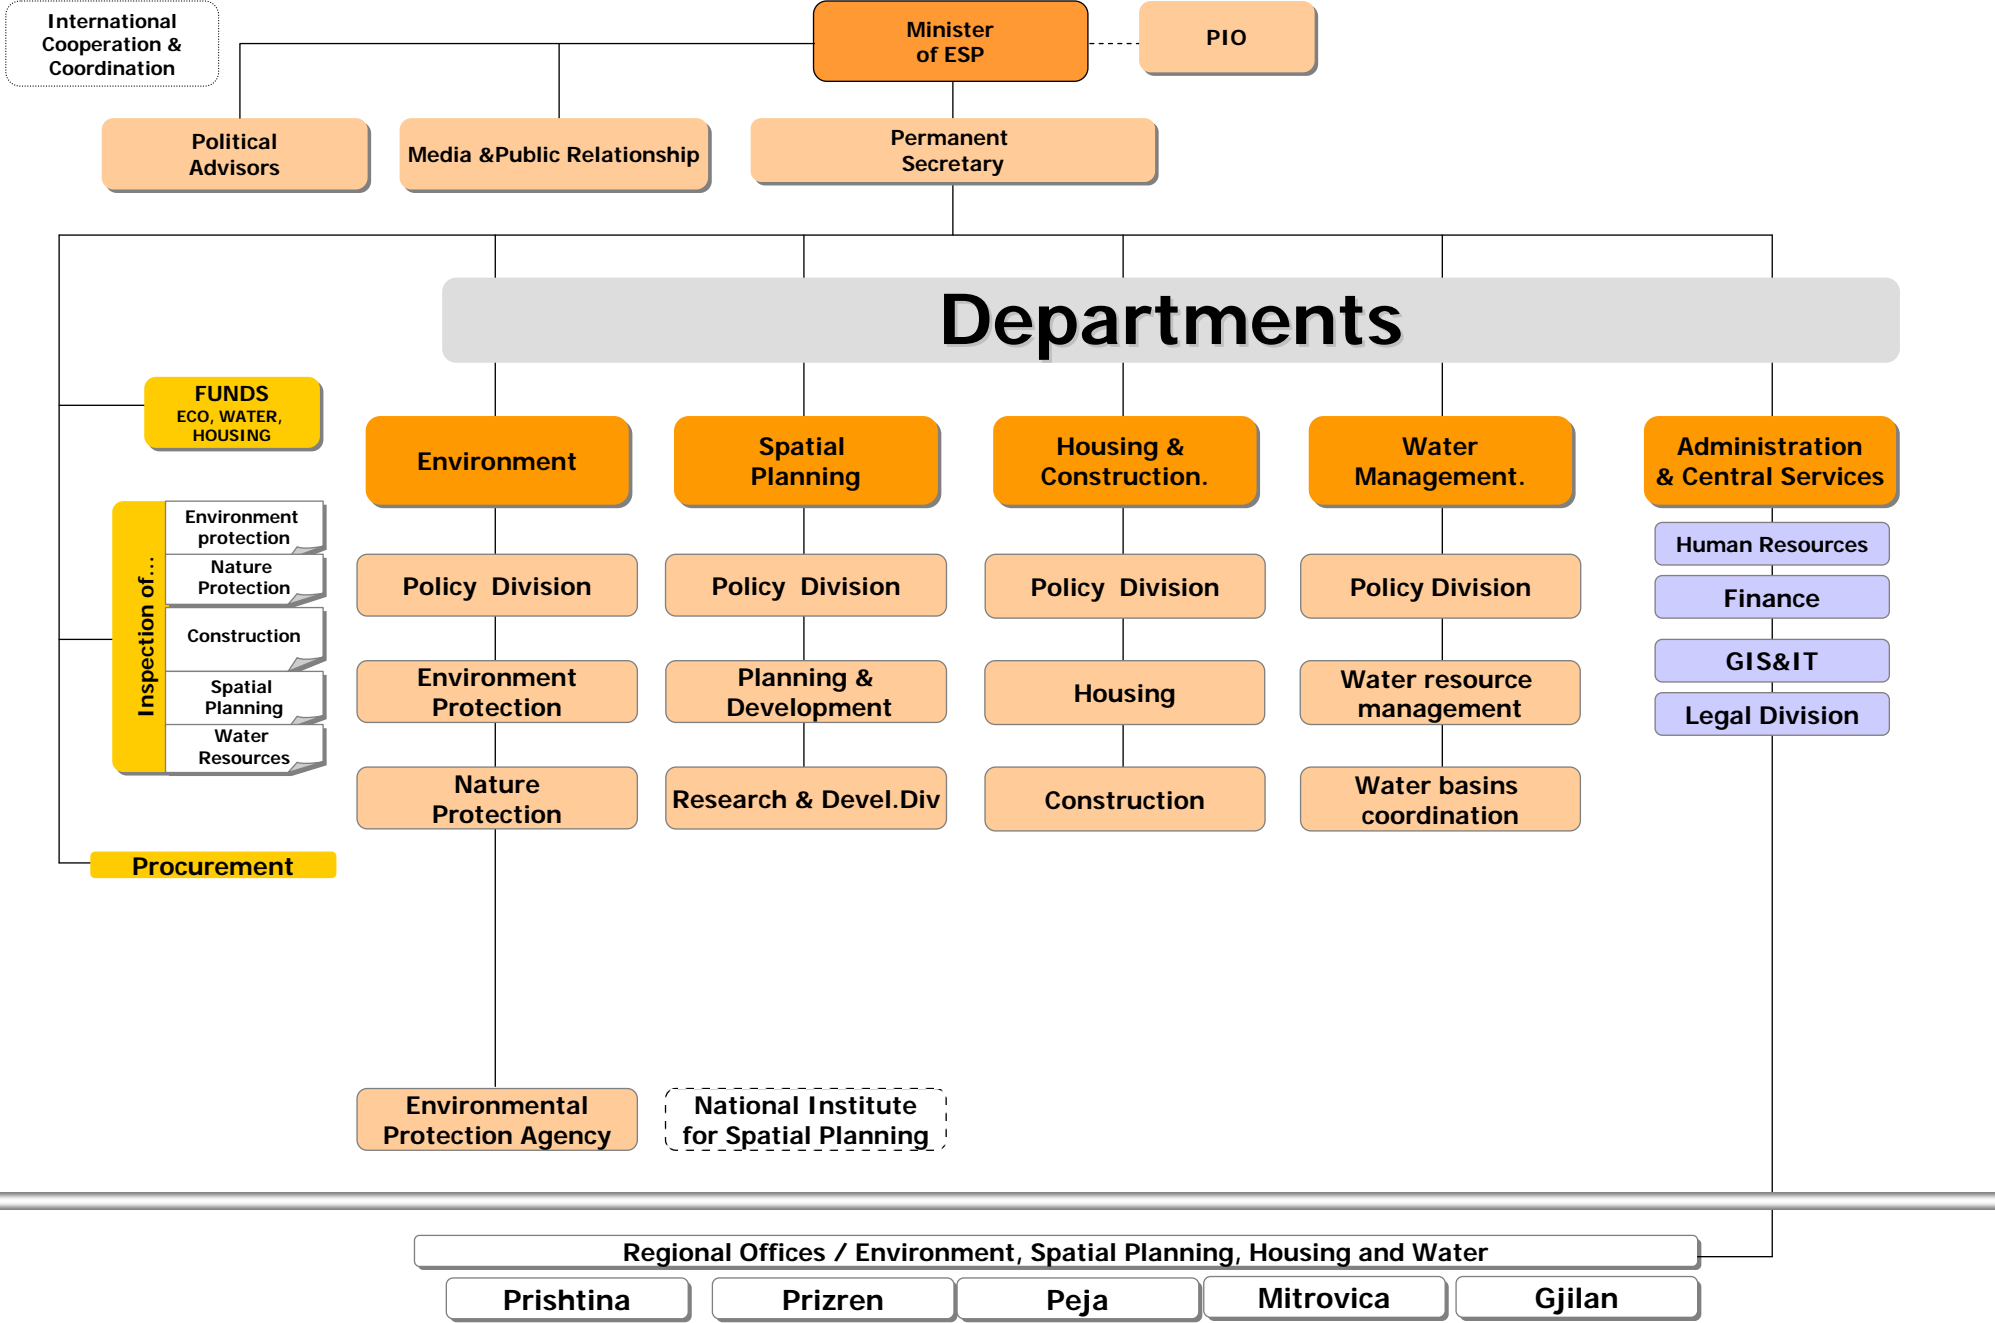 International
Cooperation &
Coordination
Minister
of ESP
PIO
Political
Advisors
Media &Public Relationship
Permanent
Secretary
Departments
FUNDS
ECO, WATER,
HOUSING
Inspection of...
Environment
protection
Nature
Protection
Construction
Spatial
Planning
Water
Resources
Procurement
Environment
Policy Division
Environment
Protection
Nature
Protection
Environmental
Protection Agency
Spatial
Planning
Policy Division
Planning &
Development
Research & Devel.Div
National Institute
for Spatial Planning
Housing &
Construction.
Policy Division
Housing
Construction
Water
Management.
Policy Division
Water resource
management
Water basins
coordination
Administration
& Central Services
Human Resources
Finance
GIS&IT
Legal Division
Regional Offices / Environment, Spatial Planning, Housing and Water
Prishtina
Prizren
Peja
Mitrovica
Gjilan